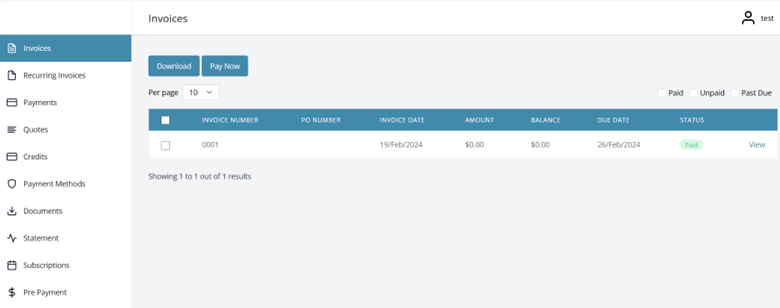 Invoices
test
Invoices
Recurring Invoices
Payments
Quotes
Credits
Payment Methods
Documents
Statement
Subscriptions
Pre Payment
Download Pay Now
Per page 10 Paid Unpaid Past Due
INVOICE NUMBER PO NUMBER INVOICE DATE AMOUNT BALANCE DUE DATE STATUS
0001 19/Feb/2024 $0.00 $0.00 26/Feb/2024 Paid View
Showing 1 to 1 out of 1 results